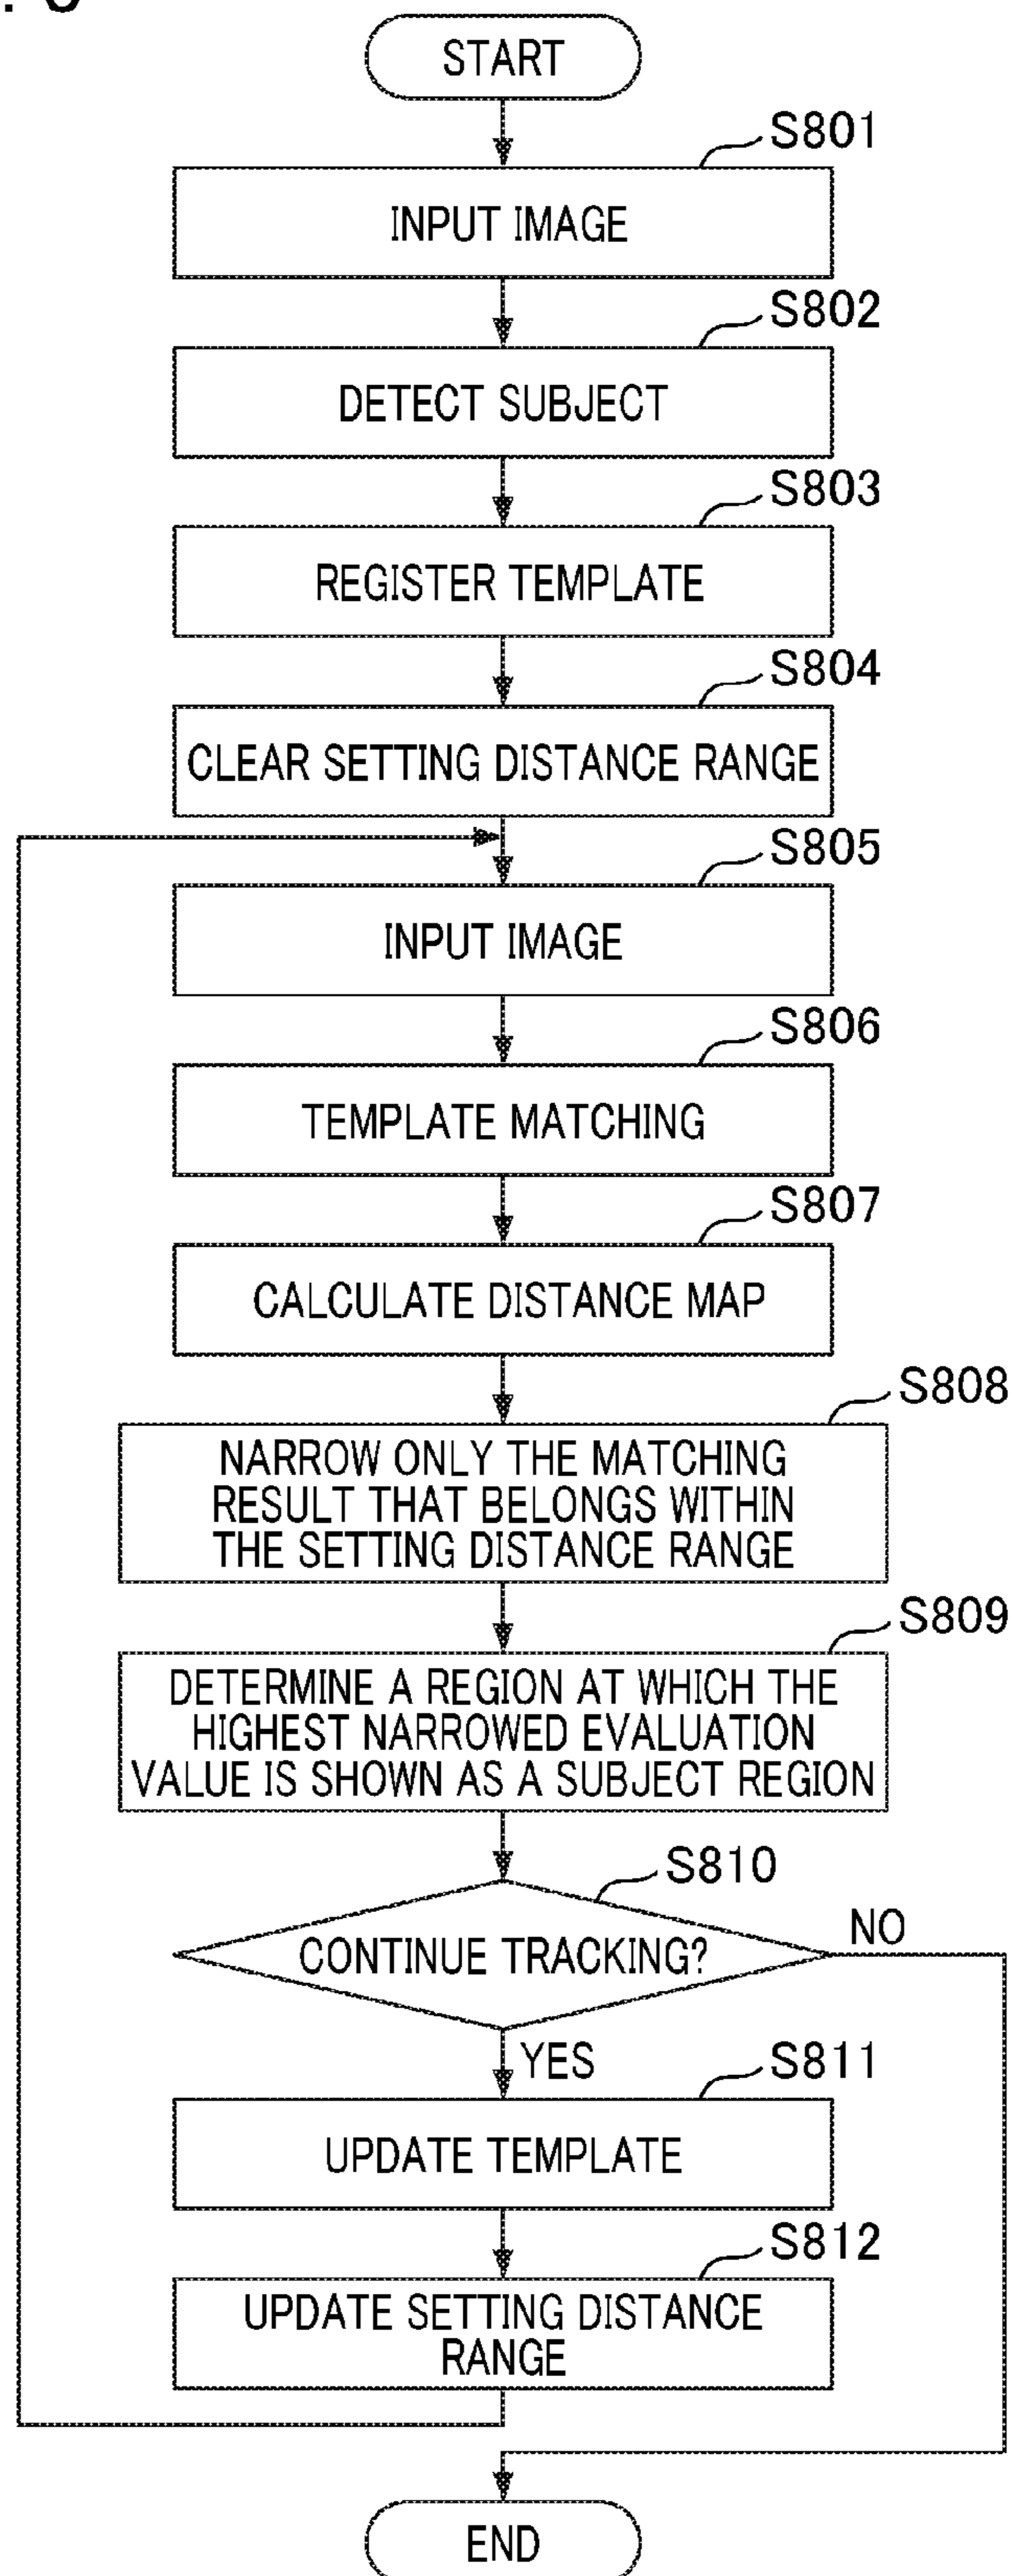 START
S801
INPUT IMAGE
S802
DETECT SUBJECT
S803
REGISTER TEMPLATE
S804
CLEAR SETTING DISTANCE RANGE
S805
INPUT IMAGE
S806
TEMPLATE MATCHING
S807
CALCULATE DISTANCE MAP
S808
NARROW ONLY THE MATCHING
RESULT THAT BELONGS WITHIN
THE SETTING DISTANCE RANGE
S809
DETERMINE A REGION AT WHICH THE
HIGHEST NARROWED EVALUATION
VALUE IS SHOWN AS A SUBJECT REGION
S810
CONTINUE TRACKING?
NO
YES
S811
UPDATE TEMPLATE
S812
UPDATE SETTING DISTANCE
RANGE
END